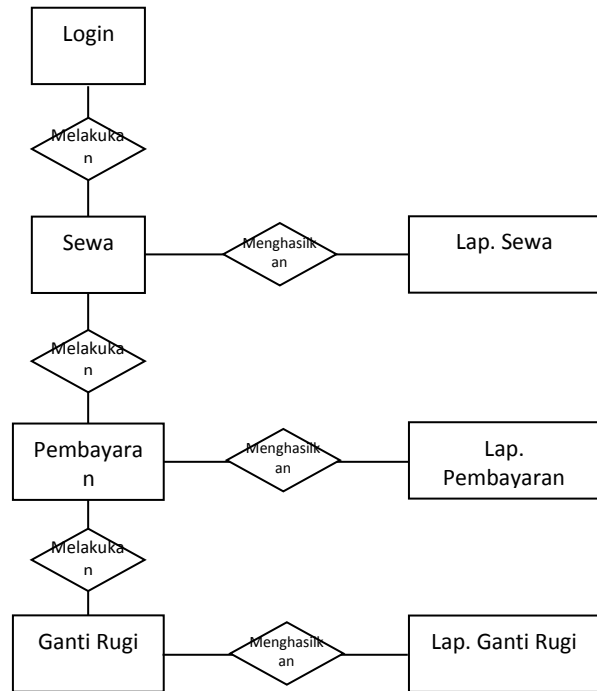 Login
Melakuka
n
Sewa
Menghasilk
an
Lap. Sewa
Melakuka
n
Pembayara
n
Menghasilk
an
Lap.
Pembayaran
Melakuka
n
Ganti Rugi
Menghasilk
an
Lap. Ganti Rugi